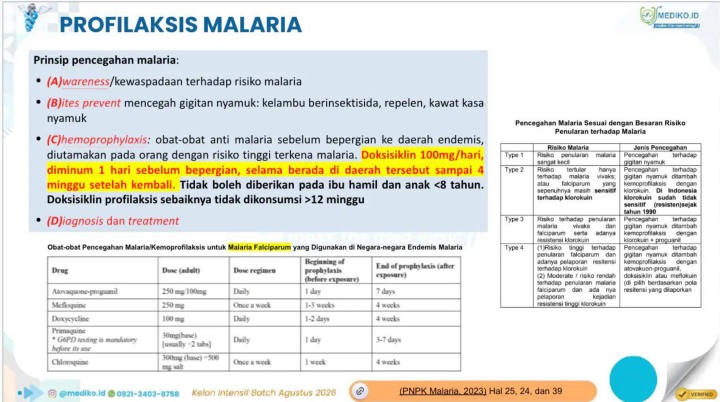 PROFILAKSIS MALARIA
MEDIKO.ID
Prinsip pencegahan malaria:
• (A)wareness/kewaspadaan terhadap risiko malaria
• (B)ites prevent mencegah gigitan nyamuk: kelambu berinsektisida, repelen, kawat kasa
nyamuk
• (C)hemoprophylaxis: obat-obat anti malaria sebelum bepergian ke daerah endemis,
diutamakan pada orang dengan risiko tinggi terkena malaria. Doksisiklin 100mg/hari,
diminum 1 hari sebelum bepergian, selama berada di daerah tersebut sampai 4
minggu setelah kembali. Tidak boleh diberikan pada ibu hamil dan anak <8 tahun.
Doksisiklin profilaksis sebaiknya tidak dikonsumsi >12 minggu
• (D)iagnosis dan treatment
Obat-obat Pencegahan Malaria/Kemoprofilaksis untuk Malaria Falciparum yang Digunakan di Negara-negara Endemis Malaria
Drug Dose (adult) Dose regimen Beginning of prophylaxis (before exposure) End of prophylaxis (after exposure)
Atovaquone-proguanil 250 mg/100mg Daily 1 day 7 days
Mefloquine 250 mg Once a week 1-3 weeks 4 weeks
Doxycycline 100 mg Daily 1-2 days 4 weeks
Primaquine * G6PD testing is mandatory before its use 30mg(base) [usually ~2 tabs] Daily 1 day 3-7 days
Chloroquine 300mg (base) =500 mg salt Once a week 1 week 4 weeks
Pencegahan Malaria Sesuai dengan Besaran Risiko
Penularan terhadap Malaria
Risiko Malaria Jenis Pencegahan
Type 1 Risiko penularan malaria sangat kecil Pencegahan terhadap gigitan nyamuk
Type 2 Risiko tertular hanya terhadap malaria vivaks; atau falciparum yang sepenuhnya masih sensitif terhadap klorokuin Pencegahan terhadap gigitan nyamuk ditambah kemoprofilaksis dengan klorokuin. Di Indonesia klorokuin sudah tidak sensitif (resisten)sejak tahun 1990
Type 3 Risiko terhadap penularan malaria vivaks dan falciparum serta adanya resistensi klorokuin Pencegahan terhadap gigitan nyamuk ditambah kemoprofilaksis dengan klorokuin + proguanil
Type 4 (1)Risiko tinggi terhadap penularan falciparum dan adanya pelaporan resistensi terhadap klorokuin (2) Moderate / risiko rendah terhadap penularan malaria falciparum dan ada nya pelaporan kejadian resistansi tinggi klorokuin Pencegahan terhadap gigitan nyamuk ditambah kemoprofilaksis dengan atovakuon-proguanil, doksiklin atau meflokuin (di pilih berdasarkan pola resitensi yang dilaporkan
@mediko.id 0821-3403-8758 Kelon Intensif Batch Agustus 2026
(PNPK Malaria, 2023) Hal 25, 24, dan 39
VERIFIED